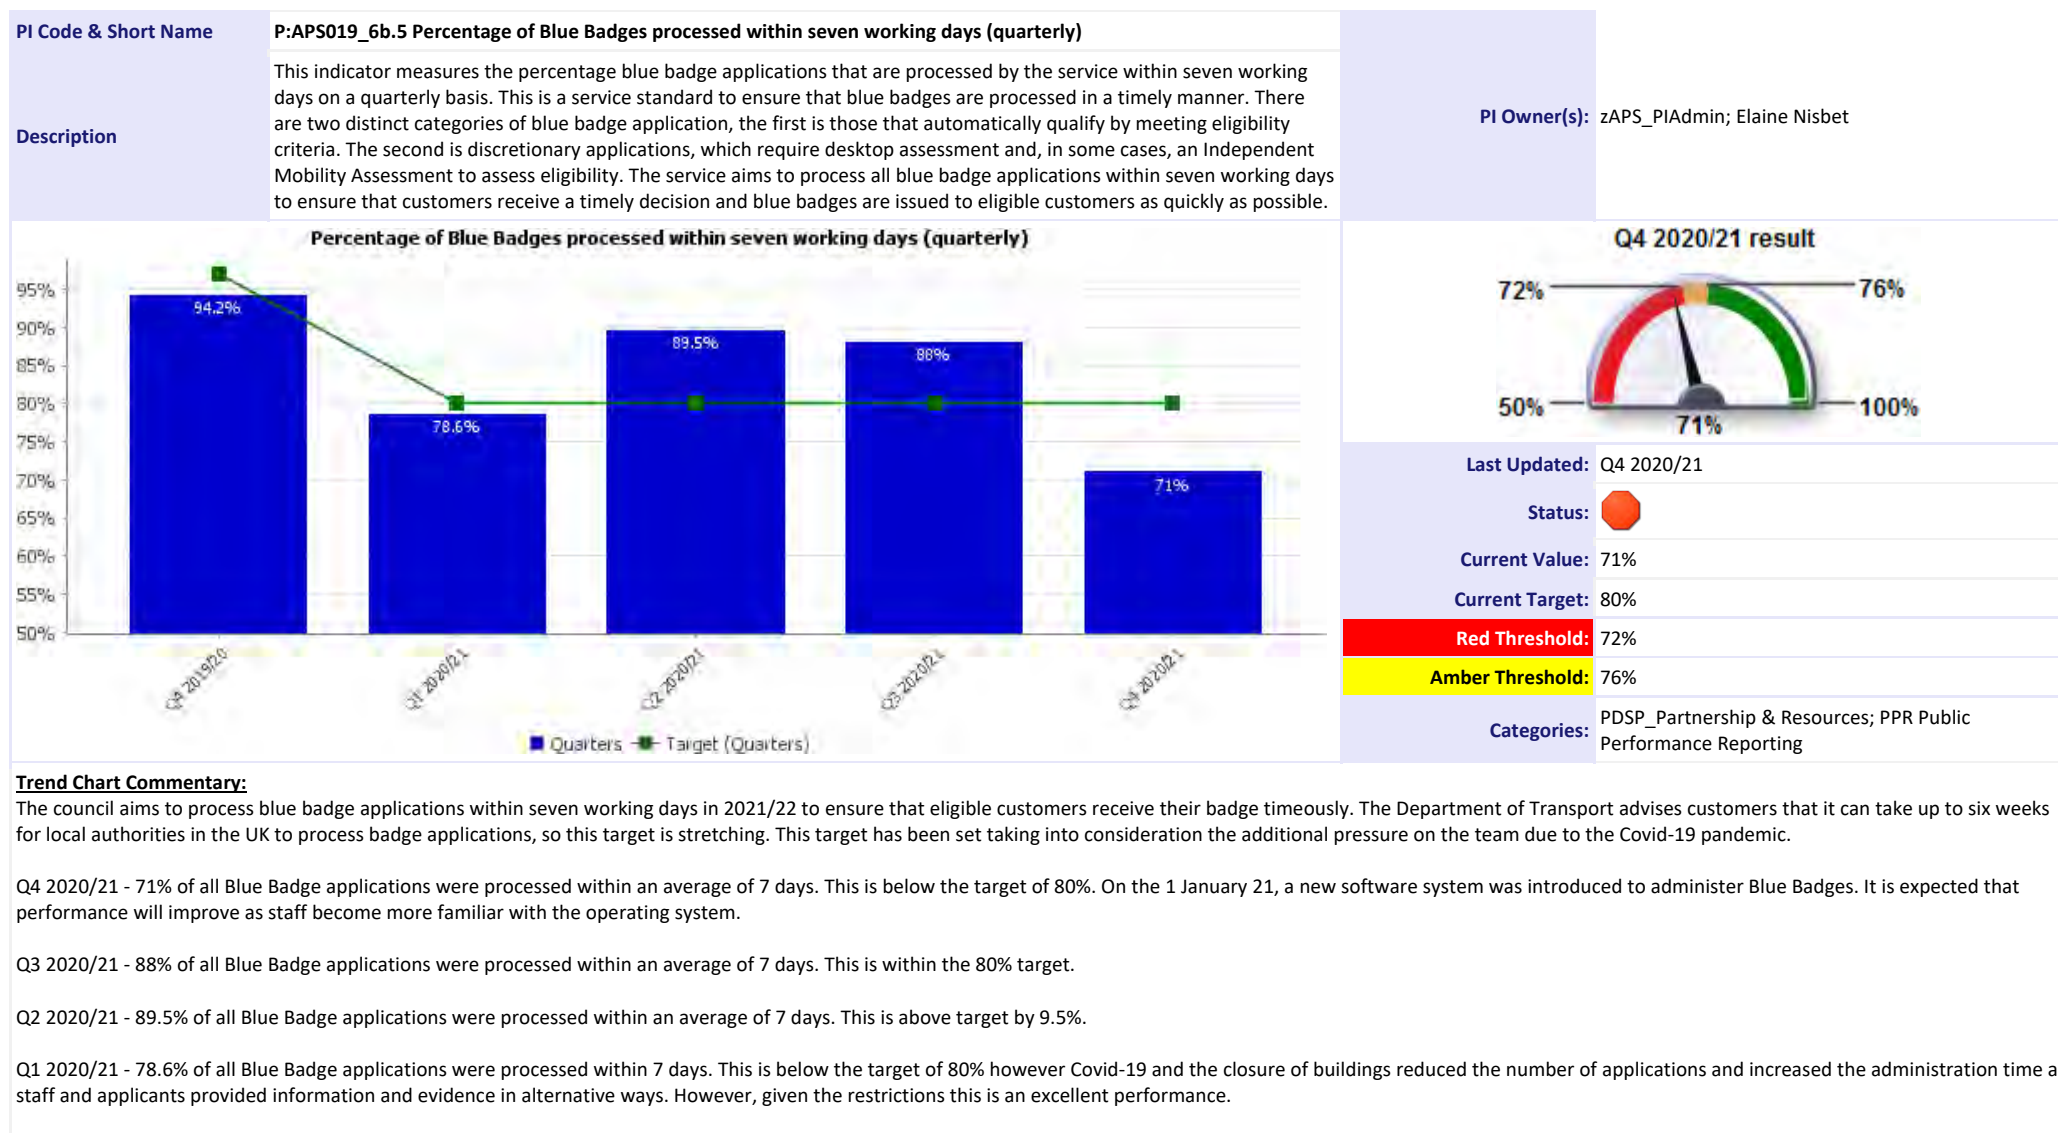 PI Code & Short Name
P:APS019_6b.5 Percentage of Blue Badges processed within seven working days (quarterly)
Description
This indicator measures the percentage blue badge applications that are processed by the service within seven working
days on a quarterly basis. This is a service standard to ensure that blue badges are processed in a timely manner. There
are two distinct categories of blue badge application, the first is those that automatically qualify by meeting eligibility
criteria. The second is discretionary applications, which require desktop assessment and, in some cases, an Independent
Mobility Assessment to assess eligibility. The service aims to process all blue badge applications within seven working days
to ensure that customers receive a timely decision and blue badges are issued to eligible customers as quickly as possible.
PI Owner(s): zAPS_PIAdmin; Elaine Nisbet
Percentage of Blue Badges processed within seven working days (quarterly)
95%
90%
85%
80%
75%
70%
65%
60%
55%
50%
94.2%
78.6%
89.5%
88%
71%
Q4 2019/20
Q1 2020/21
Q2 2020/21
Q3 2020/21
Q4 2020/21
Quarters
Target (Quarters)
Q4 2020/21 result
72%
76%
50%
100%
71%
Last Updated: Q4 2020/21
Status:
Current Value: 71%
Current Target: 80%
Red Threshold: 72%
Amber Threshold: 76%
Categories: PDSP_Partnership & Resources; PPR Public
Performance Reporting
Trend Chart Commentary:
The council aims to process blue badge applications within seven working days in 2021/22 to ensure that eligible customers receive their badge timeously. The Department of Transport advises customers that it can take up to six weeks
for local authorities in the UK to process badge applications, so this target is stretching. This target has been set taking into consideration the additional pressure on the team due to the Covid-19 pandemic.
Q4 2020/21 - 71% of all Blue Badge applications were processed within an average of 7 days. This is below the target of 80%. On the 1 January 21, a new software system was introduced to administer Blue Badges. It is expected that
performance will improve as staff become more familiar with the operating system.
Q3 2020/21 - 88% of all Blue Badge applications were processed within an average of 7 days. This is within the 80% target.
Q2 2020/21 - 89.5% of all Blue Badge applications were processed within an average of 7 days. This is above target by 9.5%.
Q1 2020/21 - 78.6% of all Blue Badge applications were processed within 7 days. This is below the target of 80% however Covid-19 and the closure of buildings reduced the number of applications and increased the administration time a
staff and applicants provided information and evidence in alternative ways. However, given the restrictions this is an excellent performance.